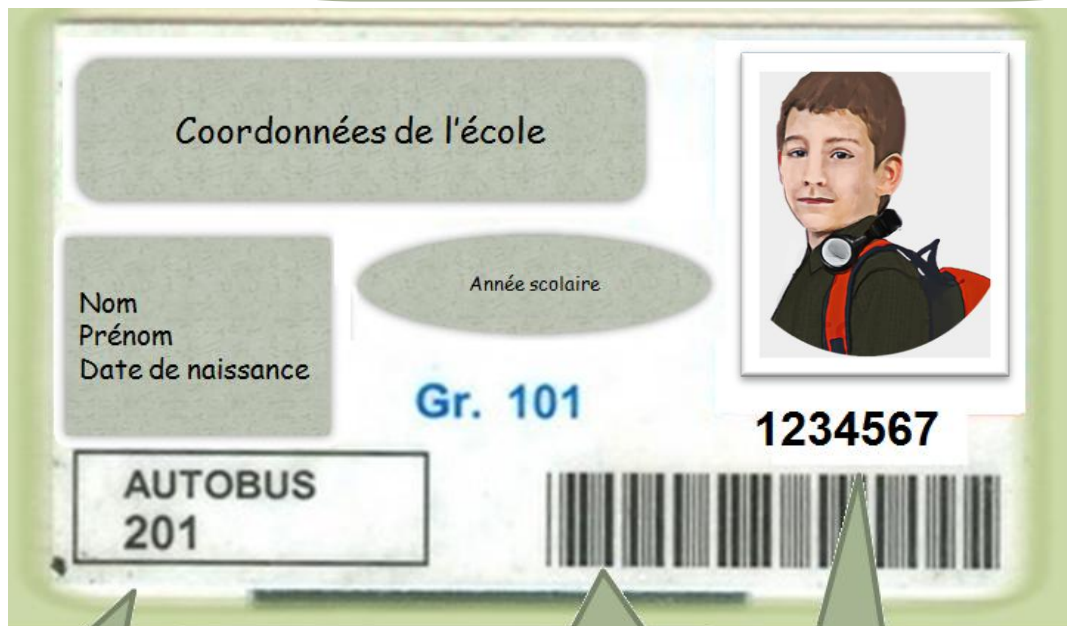 Coordonnées de l'école
Nom
Prénom
Date de naissance
Année scolaire
Gr. 101
1234567
AUTOBUS
201